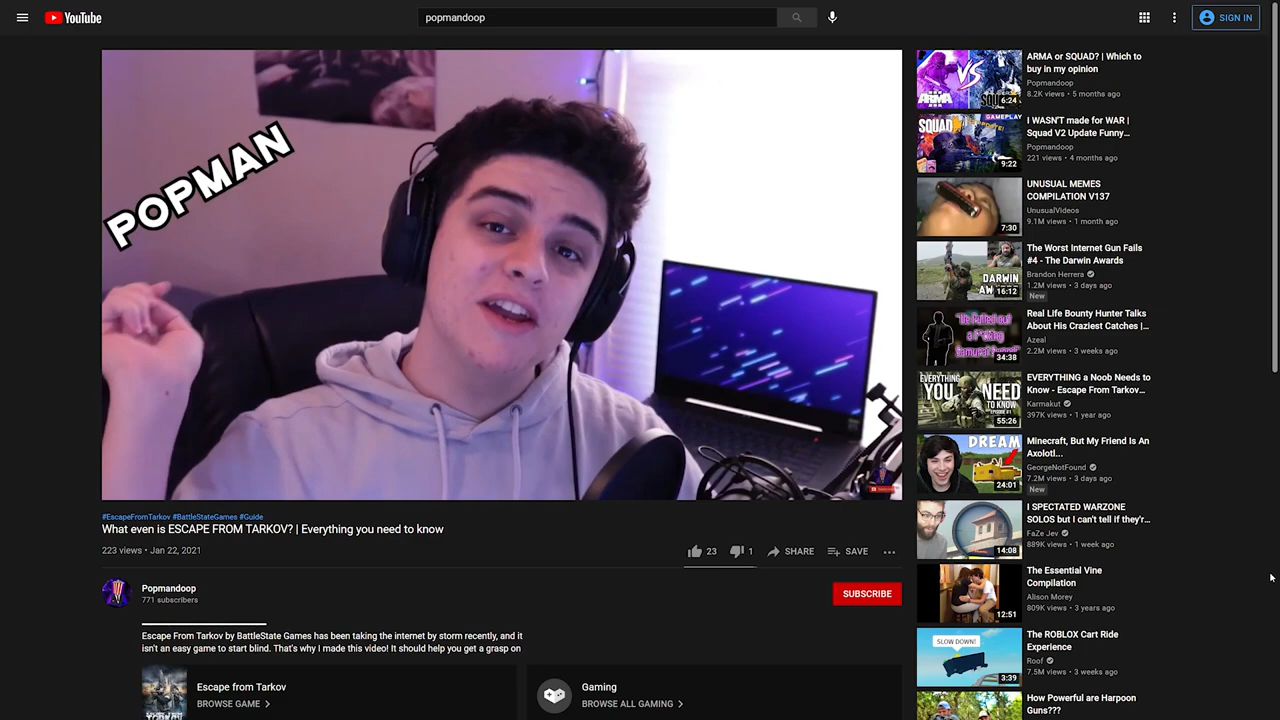 YouTube
popmandoop
SIGN IN
POPMAN
#EscapeFromTarkov #BattleStateGames #Guide
What even is ESCAPE FROM TARKOV? | Everything you need to know
223 views • Jan 22, 2021
23
1
SHARE
SAVE
Popmandoop
771 subscribers
SUBSCRIBE
Escape From Tarkov by BattleState Games has been taking the internet by storm recently, and it
isn't an easy game to start blind. That's why I made this video! It should help you get a grasp on
Escape from Tarkov
BROWSE GAME
Gaming
BROWSE ALL GAMING
VS
ARMA
6:24
ARMA or SQUAD? | Which to
buy in my opinion
Popmandoop
8.2K views • 5 months ago
GAMEPLAY
SQUAD
9:22
I WASN'T made for WAR |
Squad V2 Update Funny...
Popmandoop
221 views • 4 months ago
7:30
UNUSUAL MEMES
COMPILATION V137
UnusualVideos
9.1M views • 1 month ago
DARWIN
16:12
The Worst Internet Gun Fails
#4 - The Darwin Awards
Brandon Herrera
1.2M views • 3 days ago
New
34:38
Real Life Bounty Hunter Talks
About His Craziest Catches |...
Azeal
2.2M views • 3 weeks ago
EVERYTHING
YOU NEED
TO KNOW
55:26
EVERYTHING a Noob Needs to
Know - Escape From Tarkov...
Karmakut
397K views • 1 year ago
DREAM
24:01
Minecraft, But My Friend Is An
Axolotl...
GeorgeNotFound
7.2M views • 3 days ago
New
14:08
I SPECTATED WARZONE
SOLOS but I can't tell if they'r...
FaZe Jev
889K views • 1 week ago
12:51
The Essential Vine
Compilation
Alison Morey
809K views • 3 years ago
SLOW DOWN!
3:39
The ROBLOX Cart Ride
Experience
Roof
7.5M views • 3 weeks ago
How Powerful are Harpoon
Guns???